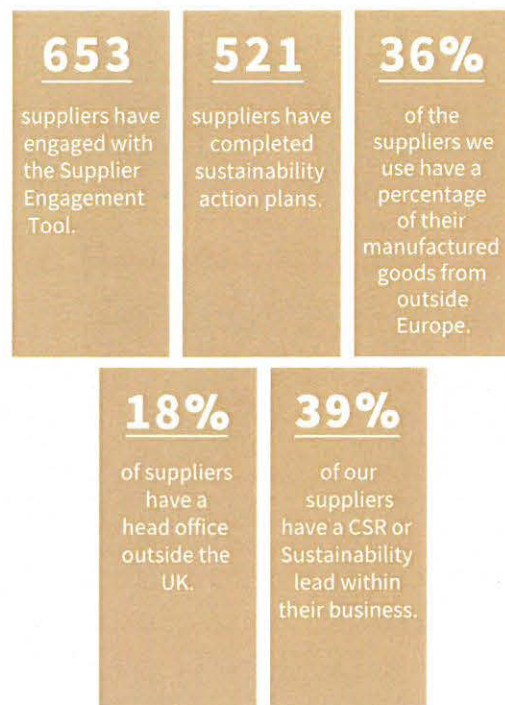 653
suppliers have
engaged with
the Supplier
Engagement
Tool.
521
suppliers have
completed
sustainability
action plans.
36%
of the
suppliers we
use have a
percentage
of their
manufactured
goods from
outside
Europe.
18%
of suppliers
have a
head office
outside the
UK.
39%
of our
suppliers
have a CSR or
Sustainability
lead within
their business.